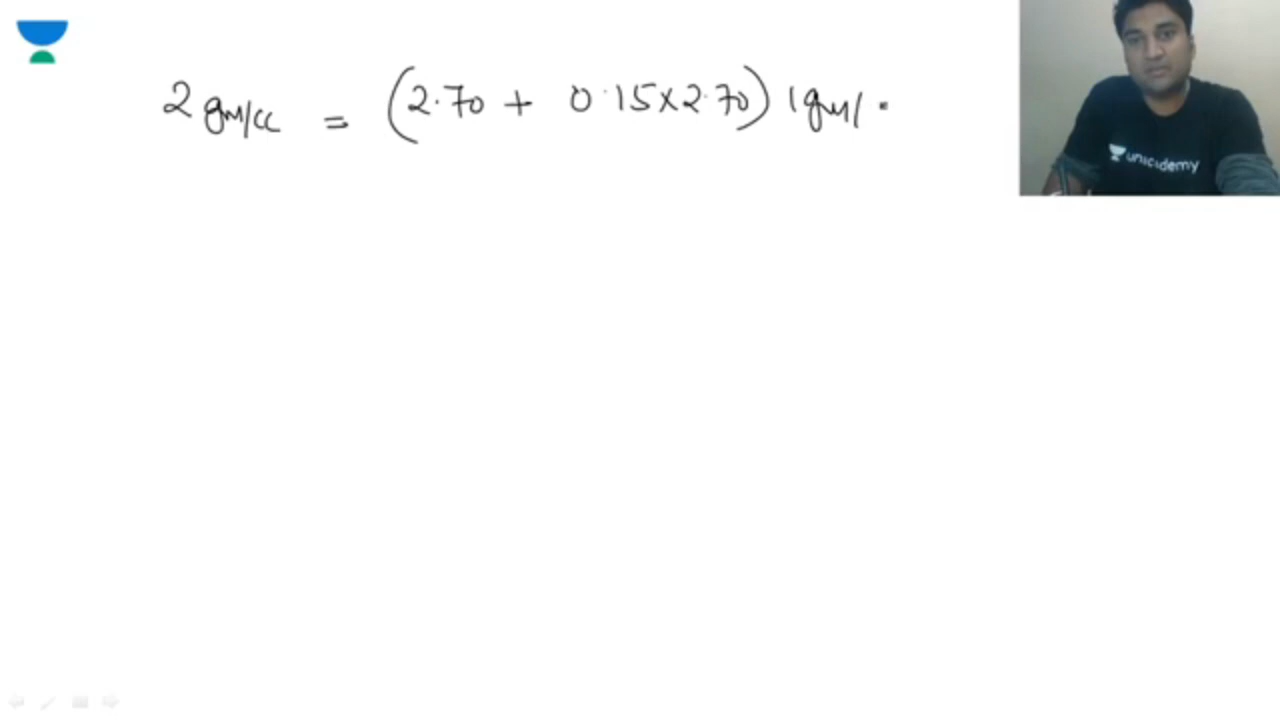 2 gm/cc = (2.70 + 0.15×2.70) 1gm/
unacademy